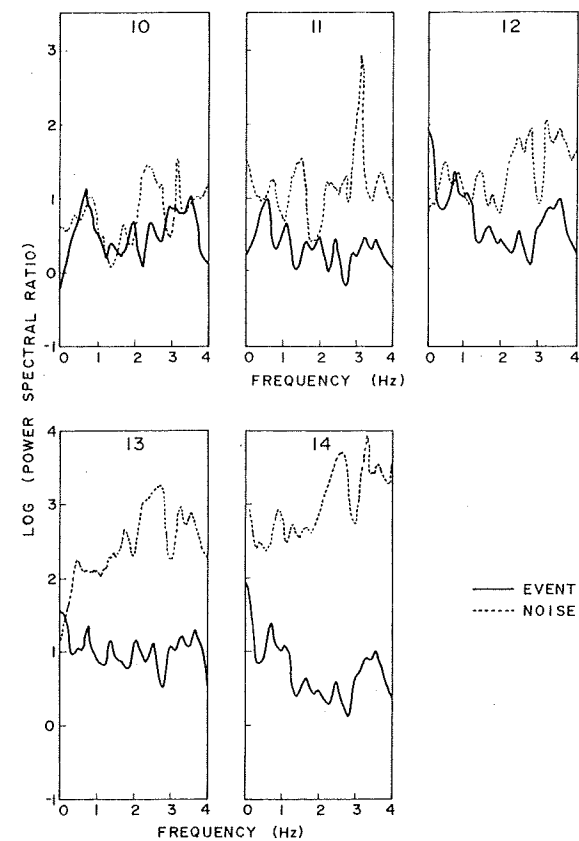 10 11 12
3
2
1
0
-1
0 1 2 3 4 0 1 2 3 4 0 1 2 3 4
FREQUENCY (Hz)
LOG (POWER SPECTRAL RATIO)
13 14
4
3
2
1
0
-1
0 1 2 3 4 0 1 2 3 4
FREQUENCY (Hz)
EVENT
NOISE